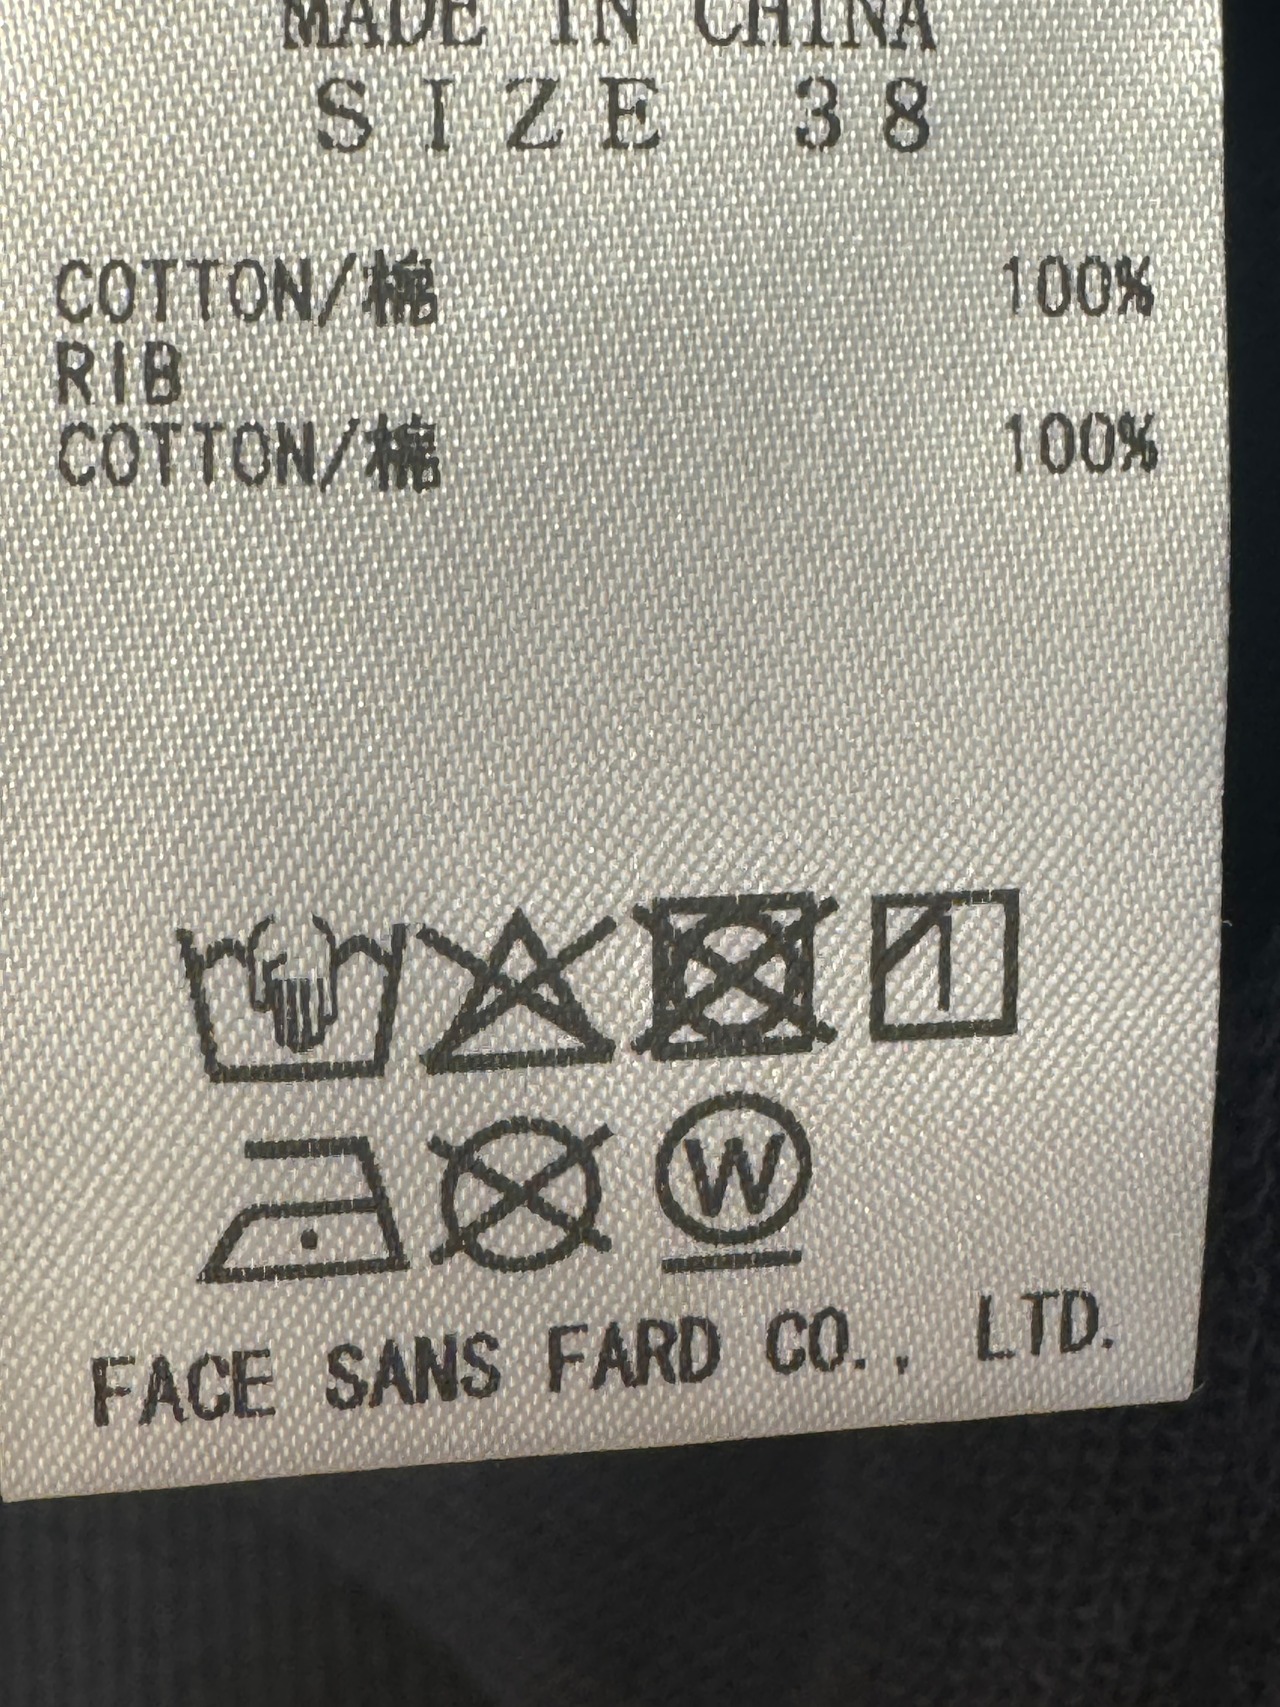 MADE IN CHINA
SIZE 38
COTTON/棉 100%
RIB
COTTON/棉 100%
W
FACE SANS FARD CO., LTD.